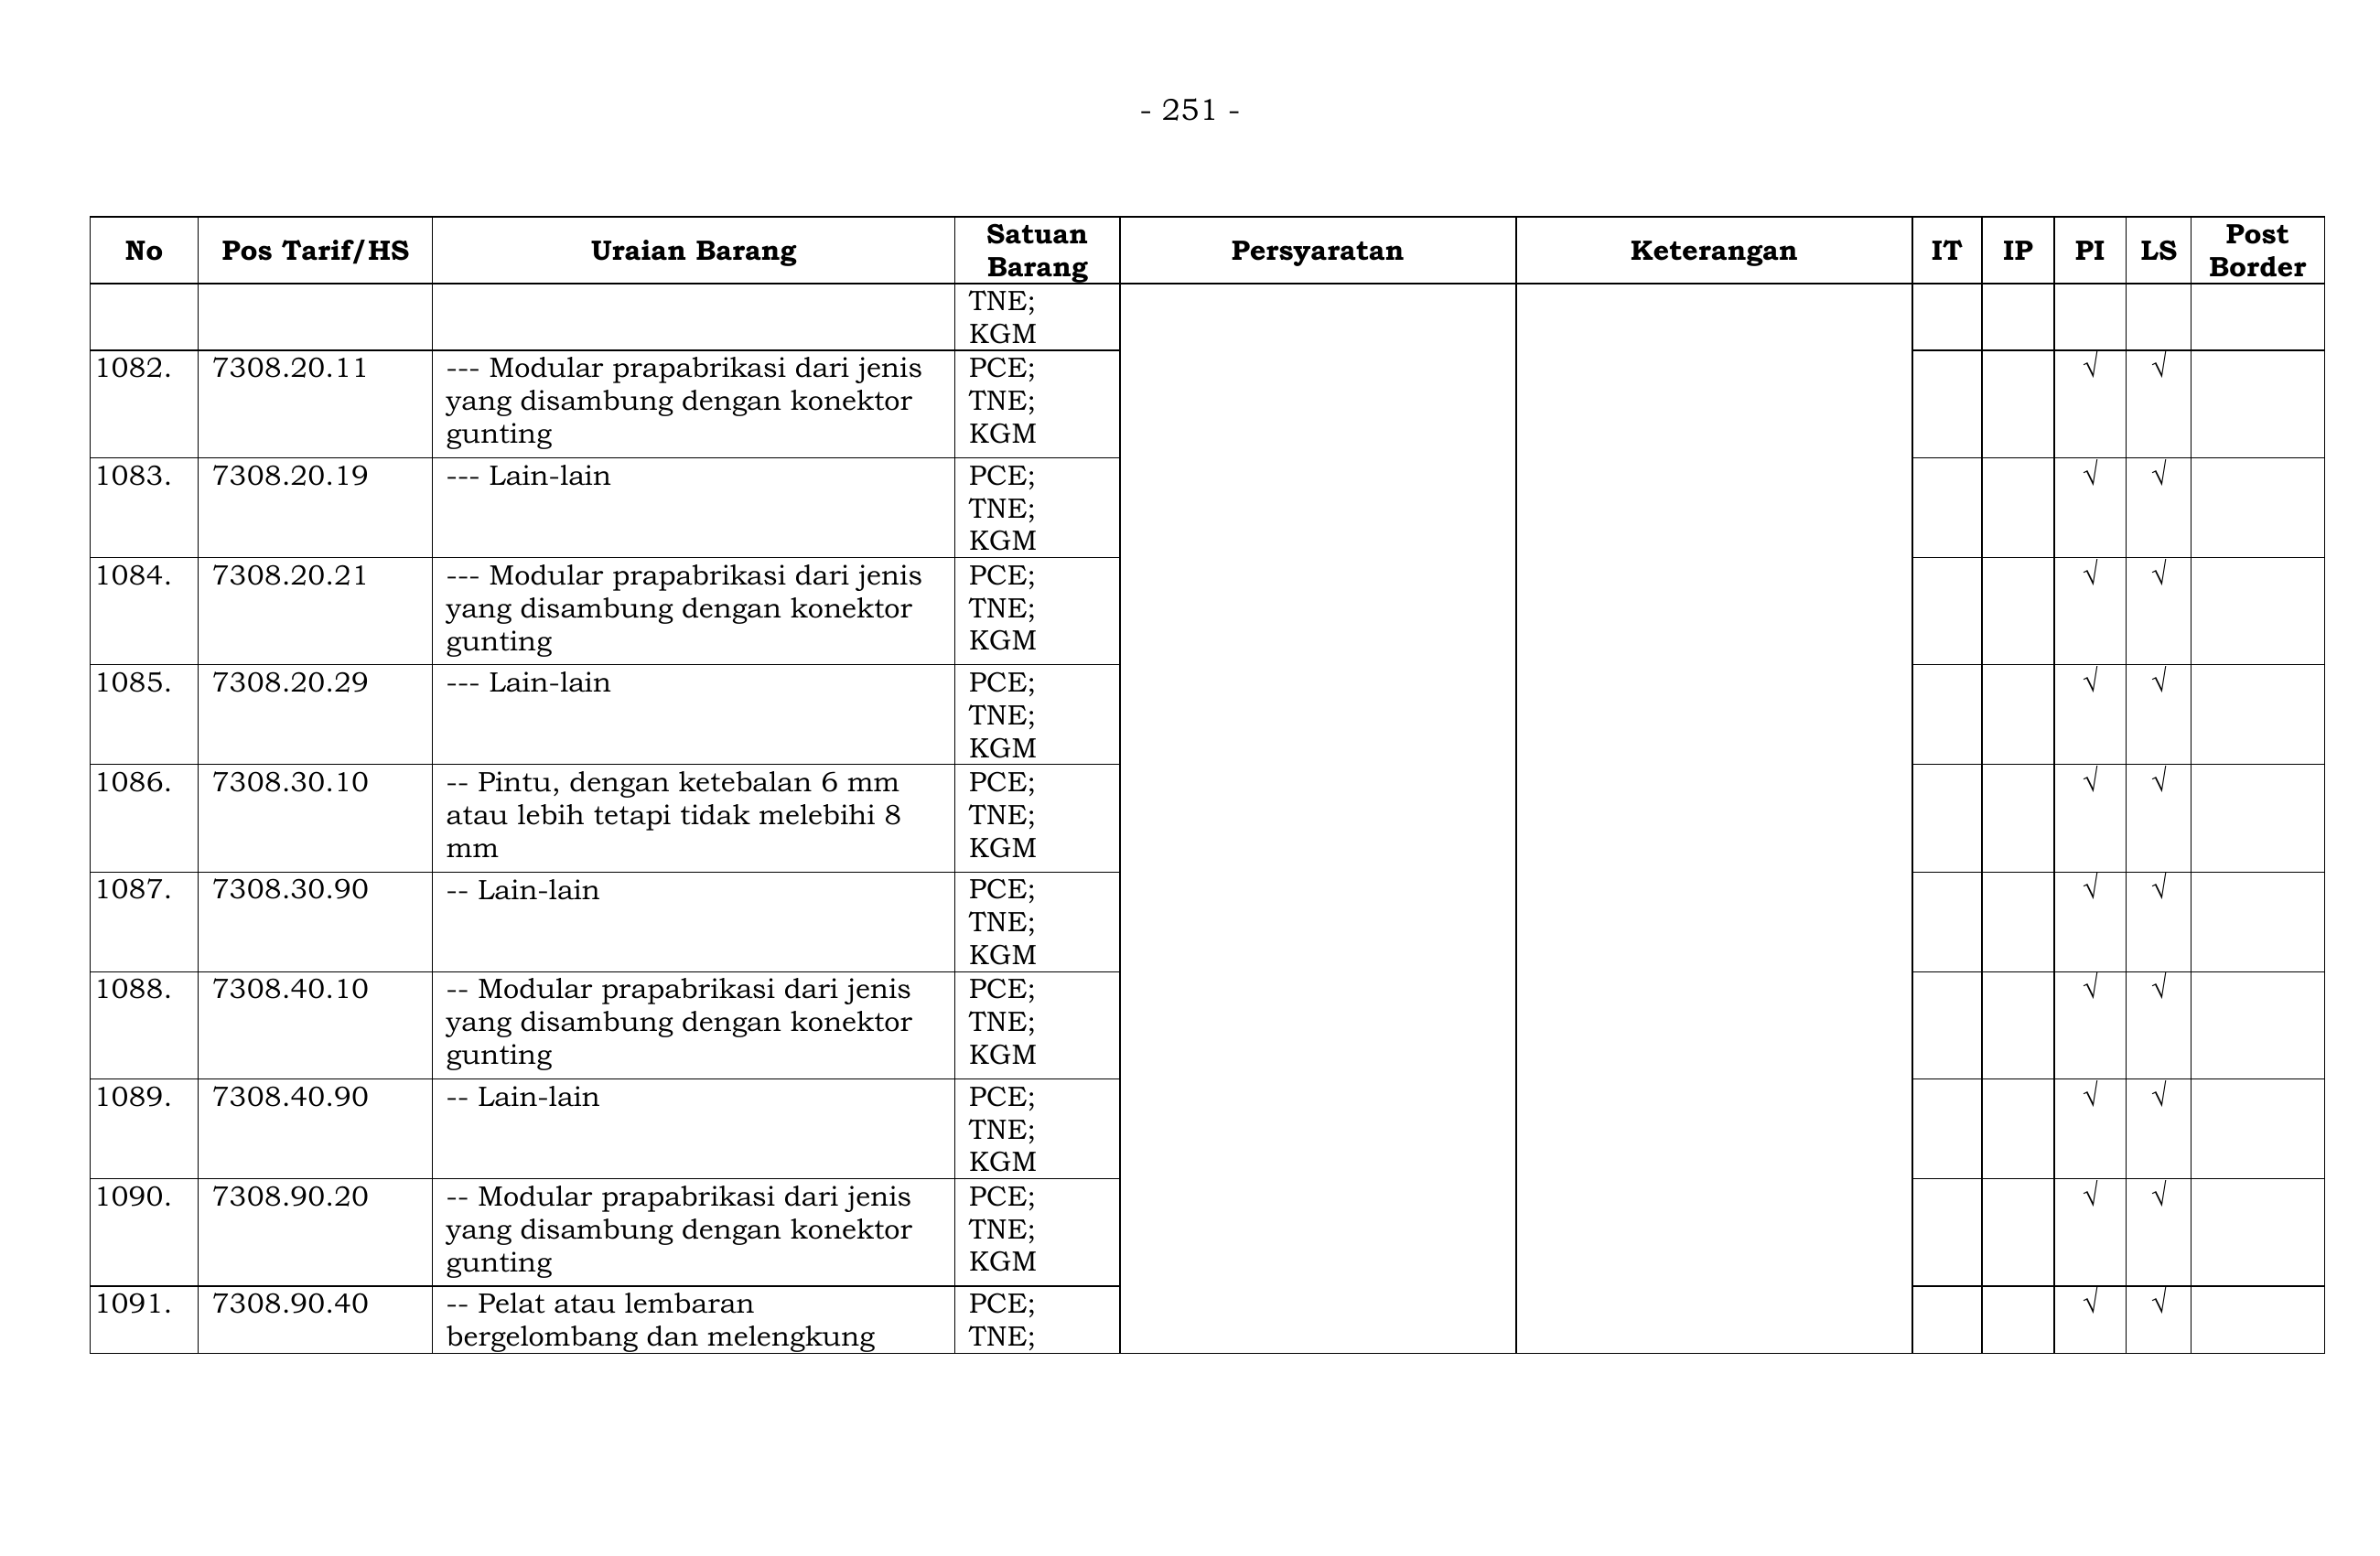 - 251 -
No Pos Tarif/HS Uraian Barang Satuan Barang Persyaratan Keterangan IT IP PI LS Post Border
TNE;
KGM
1082. 7308.20.11 --- Modular prapabrikasi dari jenis PCE; √ √
yang disambung dengan konektor TNE;
gunting KGM
1083. 7308.20.19 --- Lain-lain PCE; √ √
TNE;
KGM
1084. 7308.20.21 --- Modular prapabrikasi dari jenis PCE; √ √
yang disambung dengan konektor TNE;
gunting KGM
1085. 7308.20.29 --- Lain-lain PCE; √ √
TNE;
KGM
1086. 7308.30.10 -- Pintu, dengan ketebalan 6 mm PCE; √ √
atau lebih tetapi tidak melebihi 8 TNE;
mm KGM
1087. 7308.30.90 -- Lain-lain PCE; √ √
TNE;
KGM
1088. 7308.40.10 -- Modular prapabrikasi dari jenis PCE; √ √
yang disambung dengan konektor TNE;
gunting KGM
1089. 7308.40.90 -- Lain-lain PCE; √ √
TNE;
KGM
1090. 7308.90.20 -- Modular prapabrikasi dari jenis PCE; √ √
yang disambung dengan konektor TNE;
gunting KGM
1091. 7308.90.40 -- Pelat atau lembaran PCE; √ √
bergelombang dan melengkung TNE;